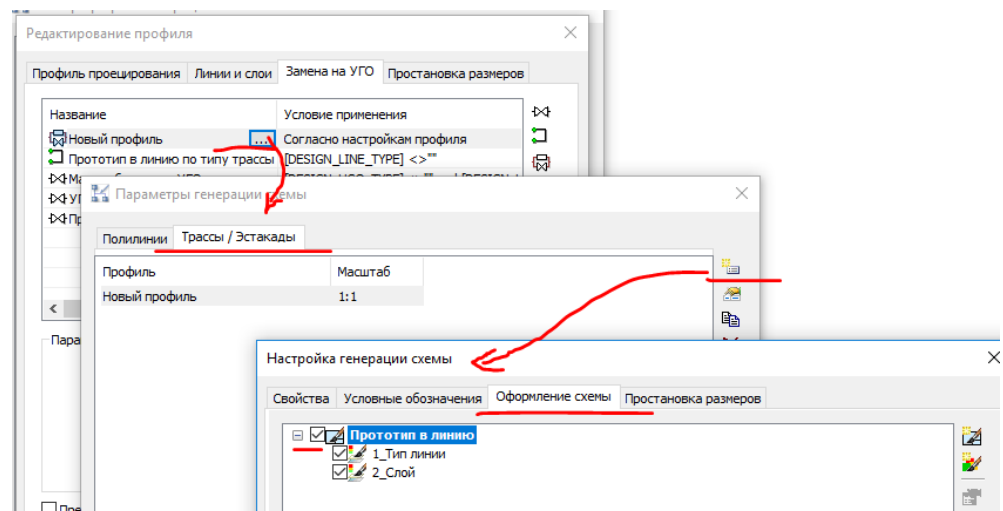 Редактирование профиля
Профиль проецирования Линии и слои Замена на УГО Простановка размеров
Название Условие применения
Новый профиль ... Согласно настройкам профиля
Прототип в линию по типу трассы [DESIGN_LINE_TYPE] <>""
Параметры генерации схемы
Полилинии Трассы / Эстакады
Профиль Масштаб
Новый профиль 1:1
Настройка генерации схемы
Свойства Условные обозначения Оформление схемы Простановка размеров
Прототип в линию
1_Тип линии
2_Слой